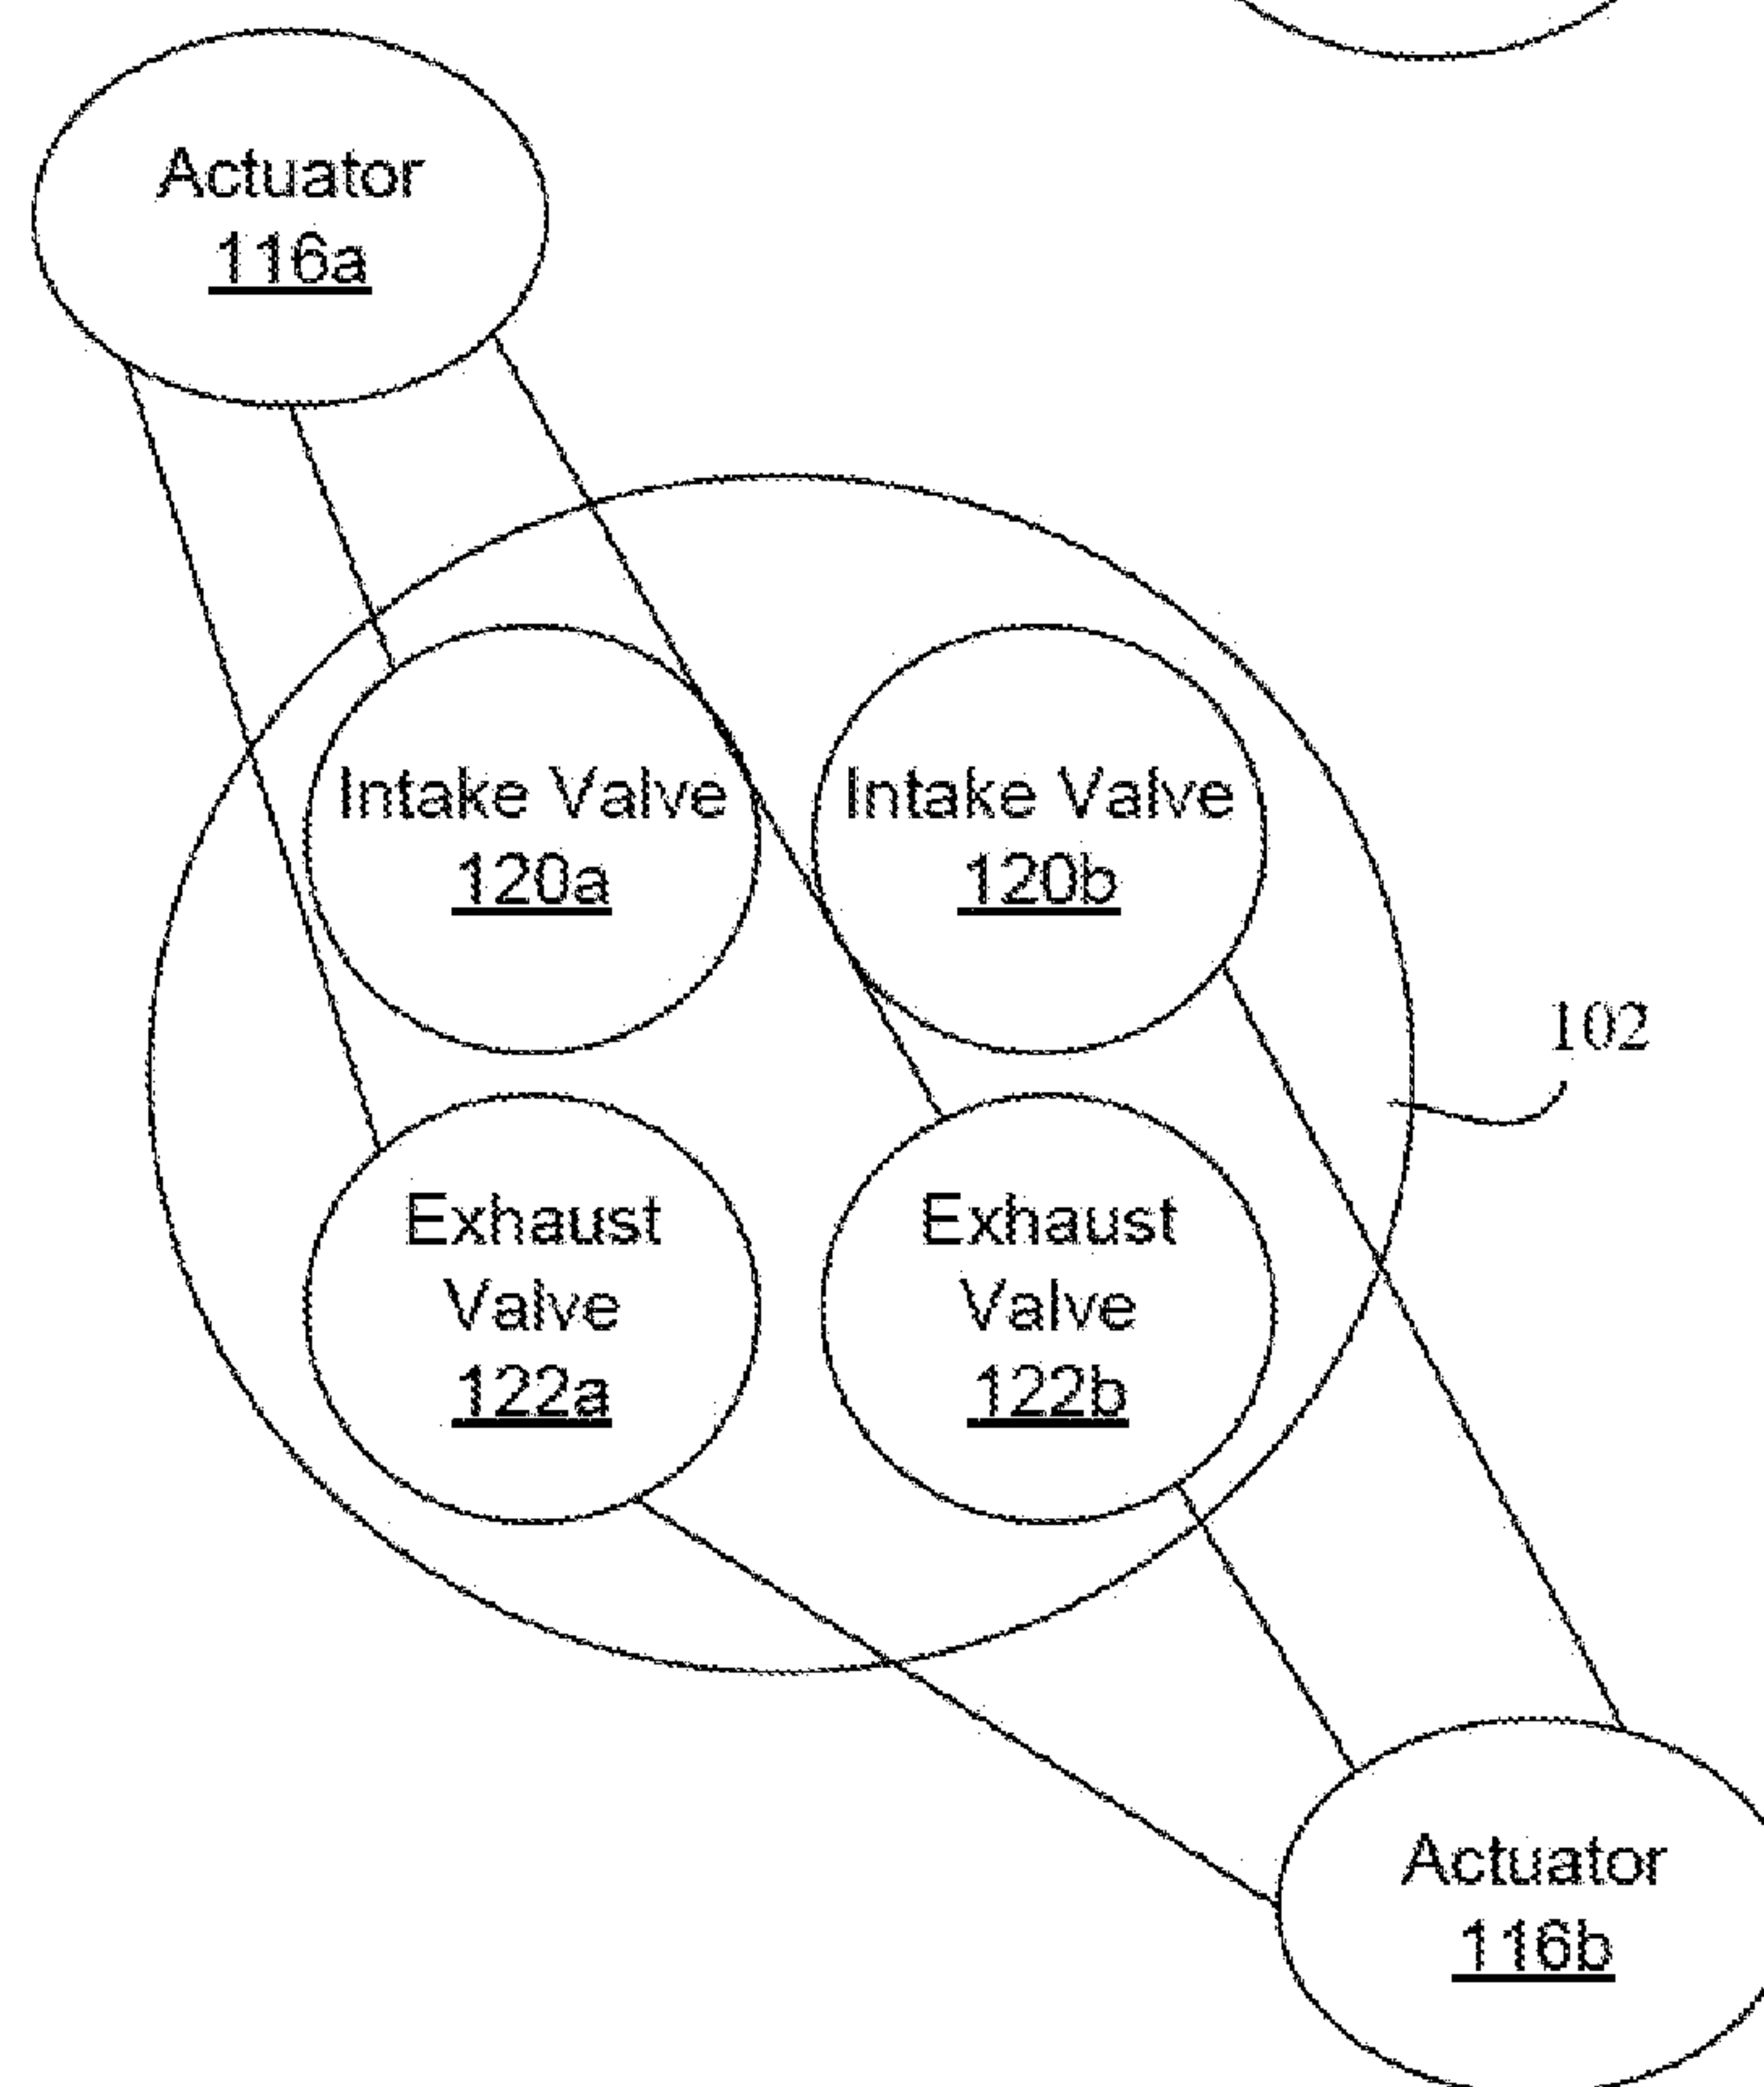 Actuator
116a
Intake Valve
120a
Intake Valve
120b
102
Exhaust
Valve
122a
Exhaust
Valve
122b
Actuator
116b